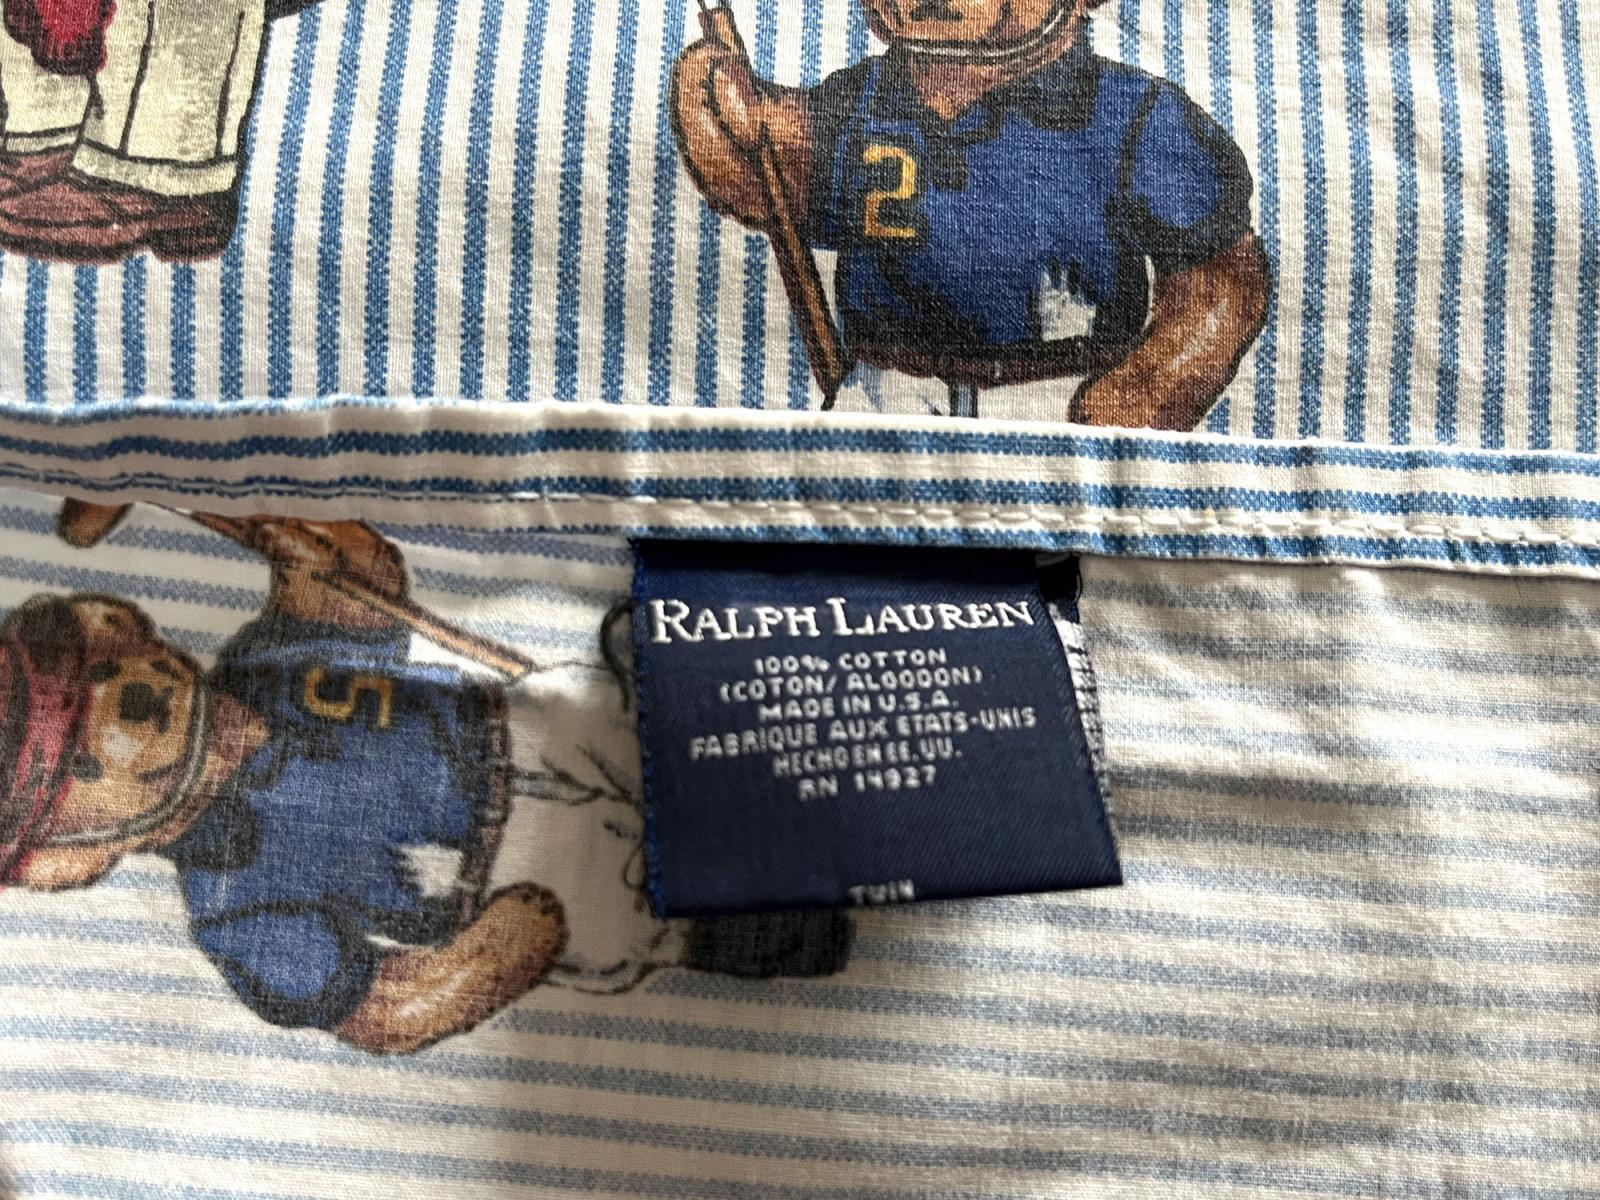 2
RALPH LAUREN
100% COTTON
(COTON/ ALGODON)
MADE IN U.S.A.
FABRIQUE AUX ETATS-UNIS
HECHO EN EE.UU.
RN 14927
TWIN
5